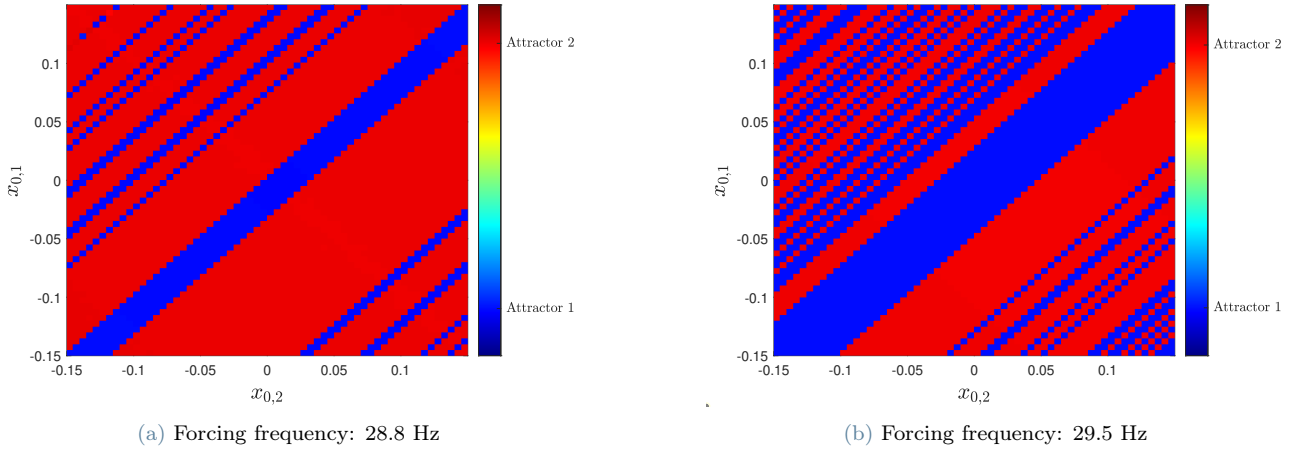 0.1
0.05
0
-0.05
-0.1
-0.15
x0,1
-0.15
-0.1
-0.05
0
0.05
0.1
x0,2
Attractor 2
Attractor 1
(a) Forcing frequency: 28.8 Hz
0.1
0.05
0
-0.05
-0.1
-0.15
x0,1
-0.15
-0.1
-0.05
0
0.05
0.1
x0,2
Attractor 2
Attractor 1
(b) Forcing frequency: 29.5 Hz